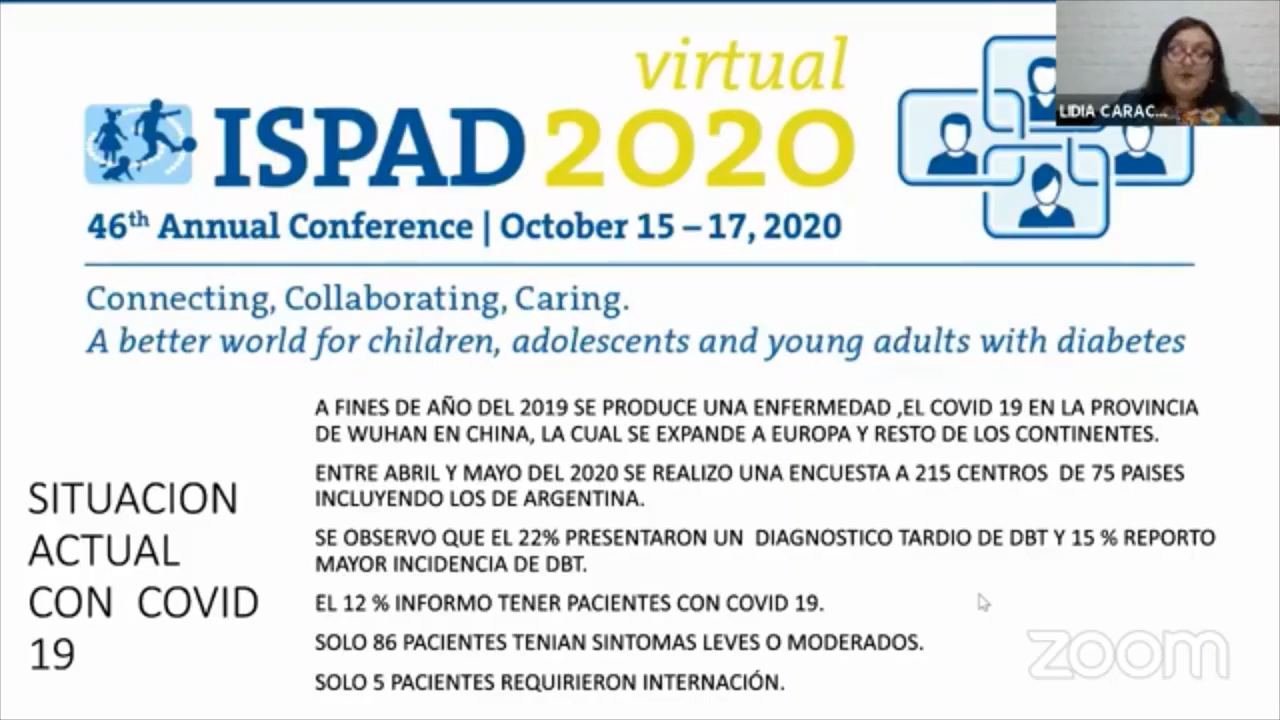 virtual
ISPAD 2020
46th Annual Conference | October 15 – 17, 2020
LIDIA CARAC...
Connecting, Collaborating, Caring.
A better world for children, adolescents and young adults with diabetes
SITUACION
ACTUAL
CON COVID
19
A FINES DE AÑO DEL 2019 SE PRODUCE UNA ENFERMEDAD ,EL COVID 19 EN LA PROVINCIA
DE WUHAN EN CHINA, LA CUAL SE EXPANDE A EUROPA Y RESTO DE LOS CONTINENTES.
ENTRE ABRIL Y MAYO DEL 2020 SE REALIZO UNA ENCUESTA A 215 CENTROS DE 75 PAISES
INCLUYENDO LOS DE ARGENTINA.
SE OBSERVO QUE EL 22% PRESENTARON UN DIAGNOSTICO TARDIO DE DBT Y 15 % REPORTO
MAYOR INCIDENCIA DE DBT.
EL 12 % INFORMO TENER PACIENTES CON COVID 19.
SOLO 86 PACIENTES TENIAN SINTOMAS LEVES O MODERADOS.
SOLO 5 PACIENTES REQUIRIERON INTERNACIÓN.
zoom